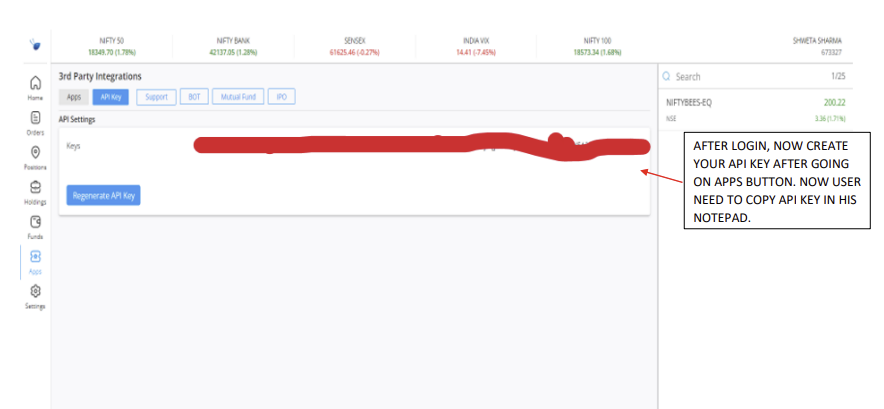 NIFTY 50
18349.70 (1.78%)
NIFTY BANK
42137.05 (1.28%)
SENSEX
61625.46 (-0.27%)
INDIA VIX
14.41 (-7.45%)
NIFTY 100
18573.34 (1.68%)
SHWETA SHARMA
673327
Home
Orders
Positions
Holdings
Funds
Apps
Settings
3rd Party Integrations
Apps API Key Support BOT Mutual Fund IPO
API Settings
Keys
Regenerate API Key
Search 1/25
NIFTYBEES-EQ 200.22
NSE 3.36 (1.71%)
AFTER LOGIN, NOW CREATE
YOUR API KEY AFTER GOING
ON APPS BUTTON. NOW USER
NEED TO COPY API KEY IN HIS
NOTEPAD.